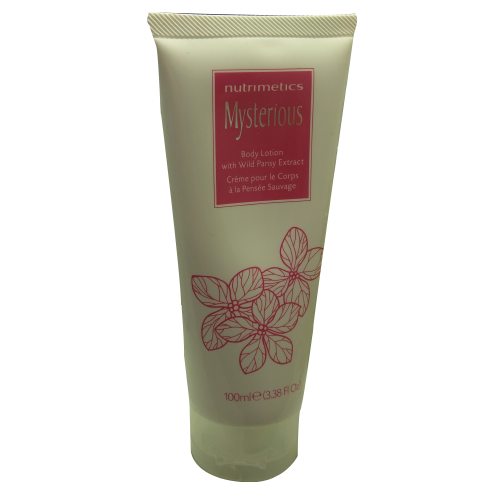 nutrimetics
Mysterious
Body Lotion
with Wild Pansy Extract
Crème pour le Corps
à la Pensée Sauvage
100ml℮(3.38 Fl